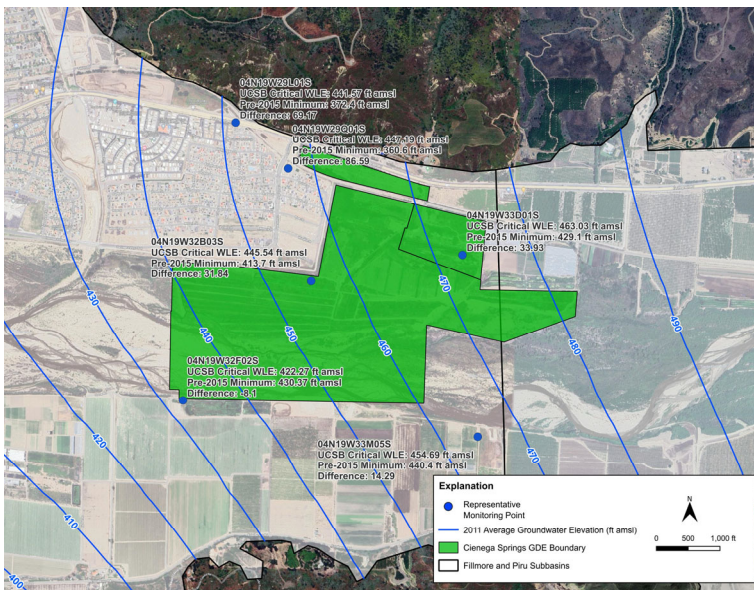 04N19W29L01S
UCSB Critical WLE: 441.57 ft amsl
Pre-2015 Minimum: 372.4 ft amsl
Difference: 69.17
04N19W29Q01S
UCSB Critical WLE: 447.19 ft amsl
Pre-2015 Minimum: 360.6 ft amsl
Difference: 86.59
04N19W33D01S
UCSB Critical WLE: 463.03 ft amsl
Pre-2015 Minimum: 429.1 ft amsl
Difference: 33.93
04N19W32B03S
UCSB Critical WLE: 445.54 ft amsl
Pre-2015 Minimum: 413.7 ft amsl
Difference: 31.84
430
440
450
460
470
480
490
04N19W32F02S
UCSB Critical WLE: 422.27 ft amsl
Pre-2015 Minimum: 430.37 ft amsl
Difference: -8.1
420
410
400
470
04N19W33M05S
UCSB Critical WLE: 454.69 ft amsl
Pre-2015 Minimum: 440.4 ft amsl
Difference: 14.29
Explanation
Representative
Monitoring Point
2011 Average Groundwater Elevation (ft amsl)
Cienega Springs GDE Boundary
Fillmore and Piru Subbasins
N
0 500 1,000 ft